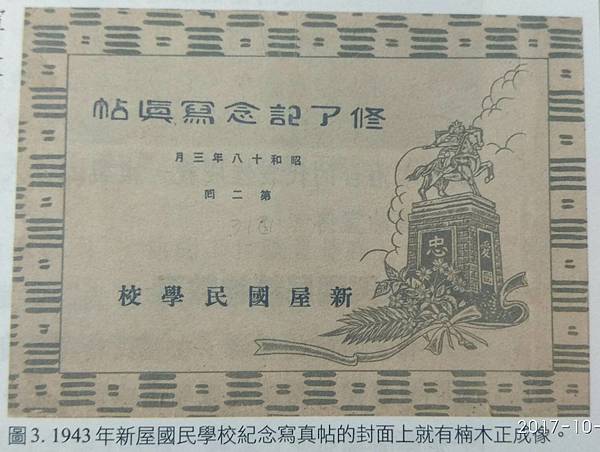 修了記念寫眞帖
昭和十八年三月
第二回
忠
愛國
新屋國民學校
2017-10-
圖3. 1943年新屋國民學校紀念寫真帖的封面上就有楠木正成像。